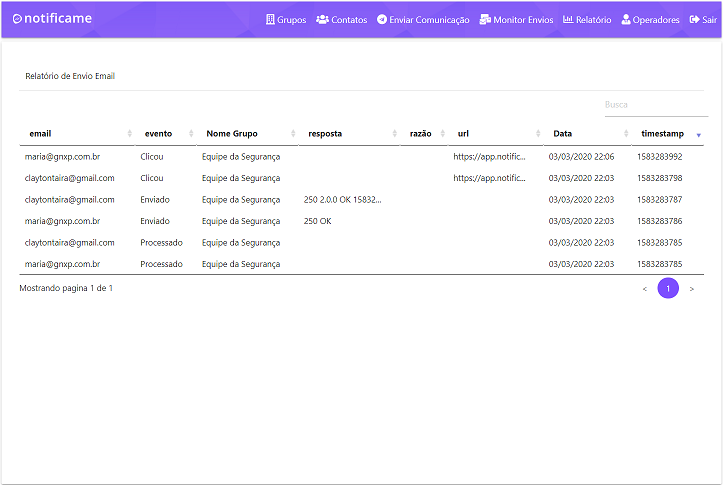 notificame Grupos Contatos Enviar Comunicação Monitor Envios Relatório Operadores Sair
Relatório de Envio Email
Busca
email evento Nome Grupo resposta razão url Data timestamp
maria@gnxp.com.br Clicou Equipe da Segurança https://app.notific... 03/03/2020 22:06 1583283992
claytontaira@gmail.com Clicou Equipe da Segurança https://app.notific... 03/03/2020 22:03 1583283798
claytontaira@gmail.com Enviado Equipe da Segurança 250 2.0.0 OK 15832... 03/03/2020 22:03 1583283787
maria@gnxp.com.br Enviado Equipe da Segurança 250 OK 03/03/2020 22:03 1583283786
claytontaira@gmail.com Processado Equipe da Segurança 03/03/2020 22:03 1583283785
maria@gnxp.com.br Processado Equipe da Segurança 03/03/2020 22:03 1583283785
Mostrando pagina 1 de 1 < 1 >